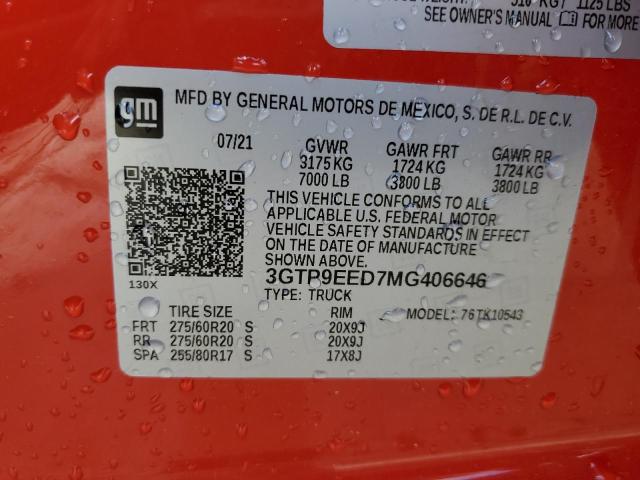 1125 LBS
SEE OWNER'S MANUAL FOR MORE
gm
MFD BY GENERAL MOTORS DE MEXICO, S. DE R.L. DE C.V.
07/21 GVWR GAWR FRT GAWR RR
3175 KG 1724 KG 1724 KG
7000 LB 3800 LB 3800 LB
THIS VEHICLE CONFORMS TO ALL
APPLICABLE U.S. FEDERAL MOTOR
VEHICLE SAFETY STANDARDS IN
EFFECT ON THE DATE OF MANUFACTURE
SHOWN ABOVE.
130X
3GTP9EED7MG406646
TYPE: TRUCK
TIRE SIZE RIM MODEL: 76TK10543
FRT 275/60R20 S 20X9J
RR 275/60R20 S 20X9J
SPA 255/80R17 S 17X8J